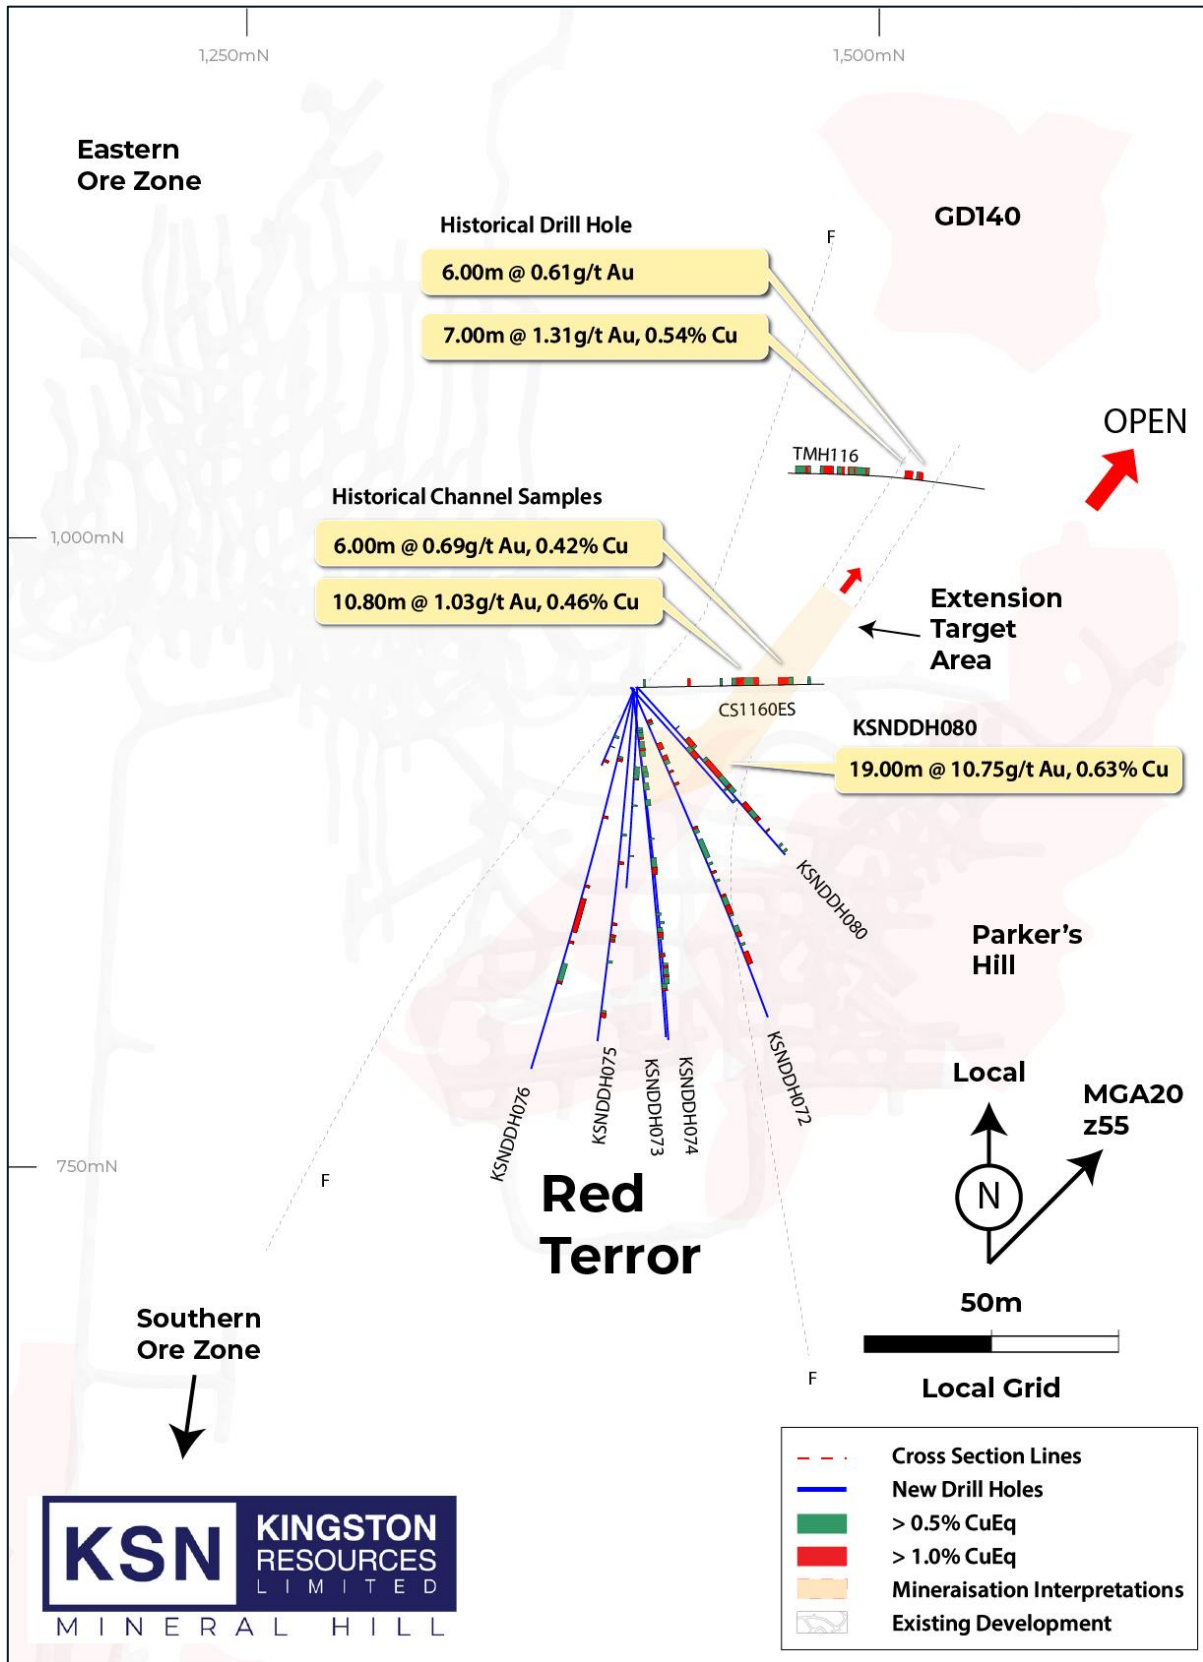 1,250mN
1,500mN
Eastern
Ore Zone
GD140
Historical Drill Hole
F
6.00m @ 0.61g/t Au
7.00m @ 1.31g/t Au, 0.54% Cu
OPEN
TMH116
Historical Channel Samples
1,000mN
6.00m @ 0.69g/t Au, 0.42% Cu
10.80m @ 1.03g/t Au, 0.46% Cu
Extension
Target
Area
CS1160ES
KSNDDH080
19.00m @ 10.75g/t Au, 0.63% Cu
KSNDDH080
Parker's
Hill
KSNDDH076
KSNDDH075
KSNDDH073
KSNDDH074
KSNDDH072
Local
MGA20
z55
N
750mN
F
Red
Terror
50m
Southern
Ore Zone
F
Local Grid
Cross Section Lines
New Drill Holes
> 0.5% CuEq
> 1.0% CuEq
Mineraisation Interpretations
Existing Development
KSN
KINGSTON
RESOURCES
LIMITED
MINERAL HILL